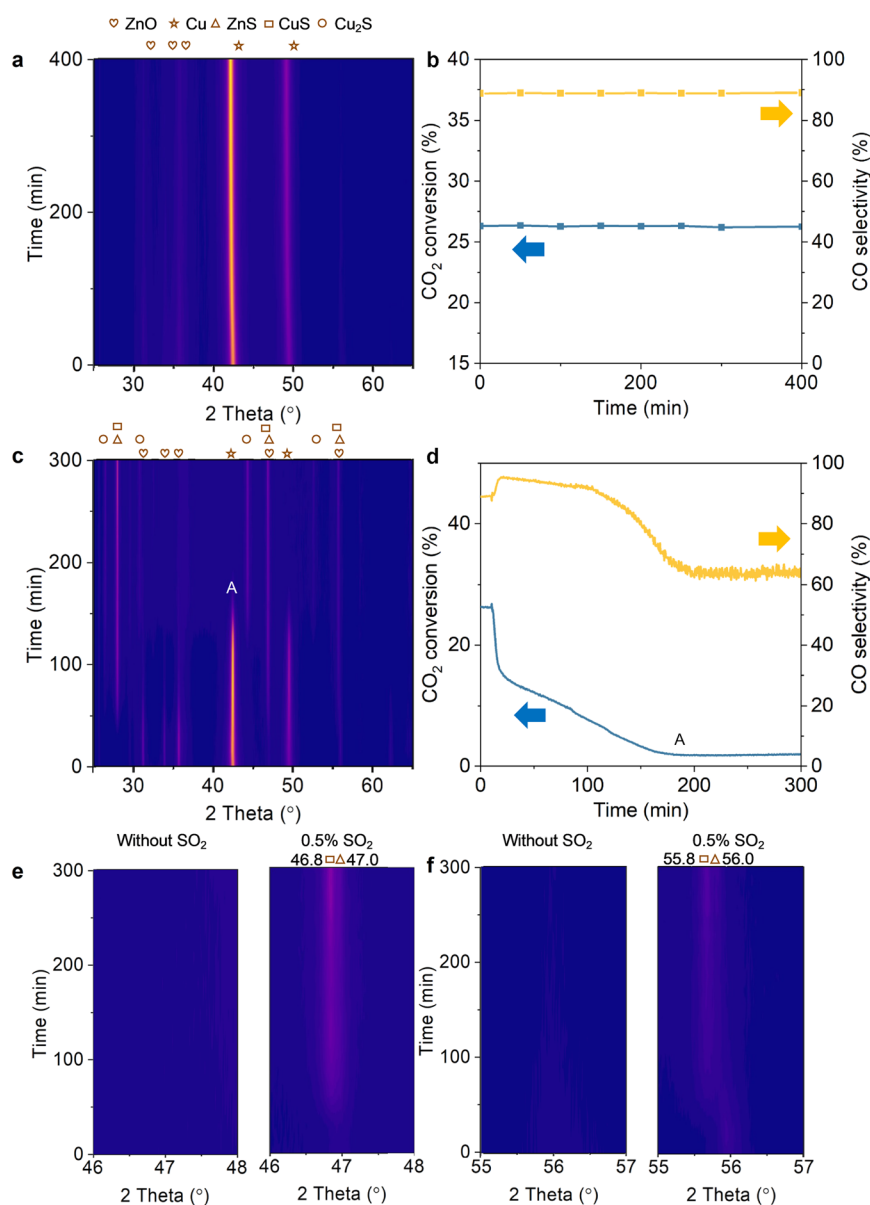 ZnO Cu ZnS CuS Cu₂S
a
400
200
0
Time (min)
30 40 50 60
2 Theta (°)
b
40
35
30
25
20
15
CO₂ conversion (%)
100
80
60
40
20
0
CO selectivity (%)
0 200 400
Time (min)
c
300
200
100
0
Time (min)
A
30 40 50 60
2 Theta (°)
d
40
20
0
CO₂ conversion (%)
A
100
80
60
40
20
0
CO selectivity (%)
0 100 200 300
Time (min)
Without SO₂
0.5% SO₂
46.8 47.0
e
300
200
100
0
Time (min)
46 47 48
46 47 48
2 Theta (°)
2 Theta (°)
Without SO₂
0.5% SO₂
55.8 56.0
f
300
200
100
0
Time (min)
55 56 57
55 56 57
2 Theta (°)
2 Theta (°)